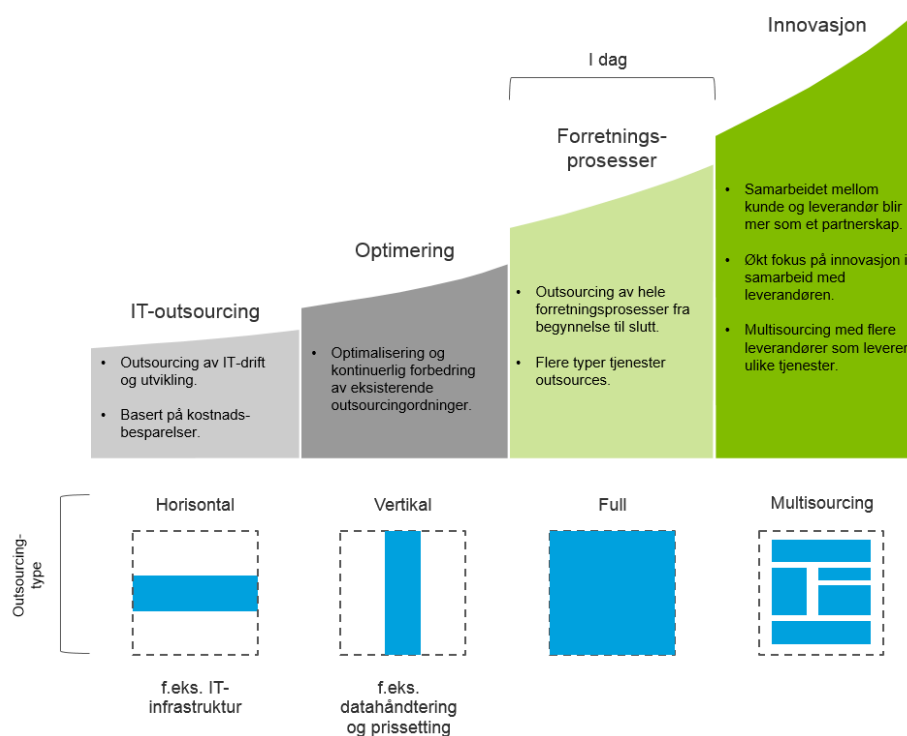 Innovasjon
I dag
Forretnings-
prosesser
Optimering
IT-outsourcing
• Outsourcing av IT-drift
og utvikling.
• Basert på kostnads-
besparelser.
• Optimalisering og
kontinuerlig forbedring
av eksisterende
outsourcingordninger.
• Outsourcing av hele
forretningsprosesser fra
begynnelse til slutt.
• Flere typer tjenester
outsources.
• Samarbeidet mellom
kunde og leverandør blir
mer som et partnerskap.
• Økt fokus på innovasjon i
samarbeid med
leverandøren.
• Multisourcing med flere
leverandører som leverer
ulike tjenester.
Outsourcing-
type
Horisontal
Vertikal
Full
Multisourcing
f.eks. IT-
infrastruktur
f.eks.
datahåndtering
og prissetting